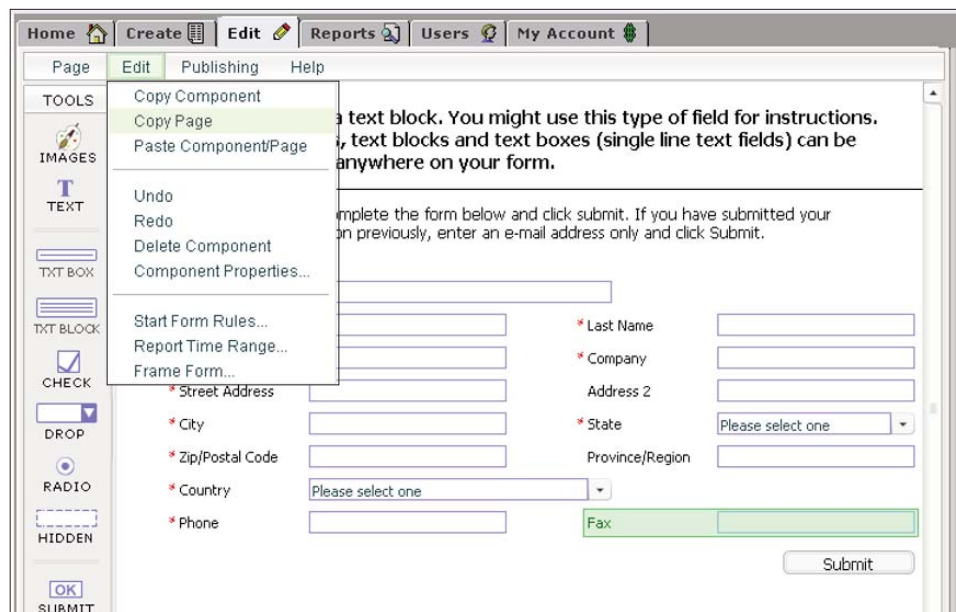 Home Create Edit Reports Users My Account
Page Edit Publishing Help
TOOLS
IMAGES
TEXT
TXT BOX
TXT BLOCK
CHECK
DROP
RADIO
HIDDEN
OK
SUBMIT
Copy Component
Copy Page
Paste Component/Page
Undo
Redo
Delete Component
Component Properties...
Start Form Rules...
Report Time Range...
Frame Form...
a text block. You might use this type of field for instructions.
, text blocks and text boxes (single line text fields) can be
anywhere on your form.
mplete the form below and click submit. If you have submitted your
on previously, enter an e-mail address only and click Submit.
* Last Name
* Company
* Street Address Address 2
* City * State Please select one
* Zip/Postal Code Province/Region
* Country Please select one
* Phone Fax
Submit